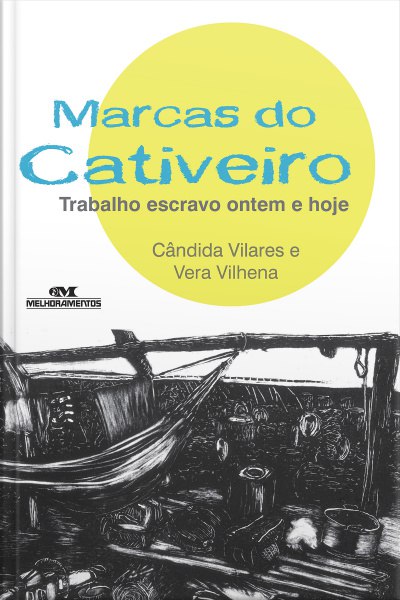 Marcas do
Cativeiro
Trabalho escravo ontem e hoje
Cândida Vilares e
Vera Vilhena
MELHORAMENTOS